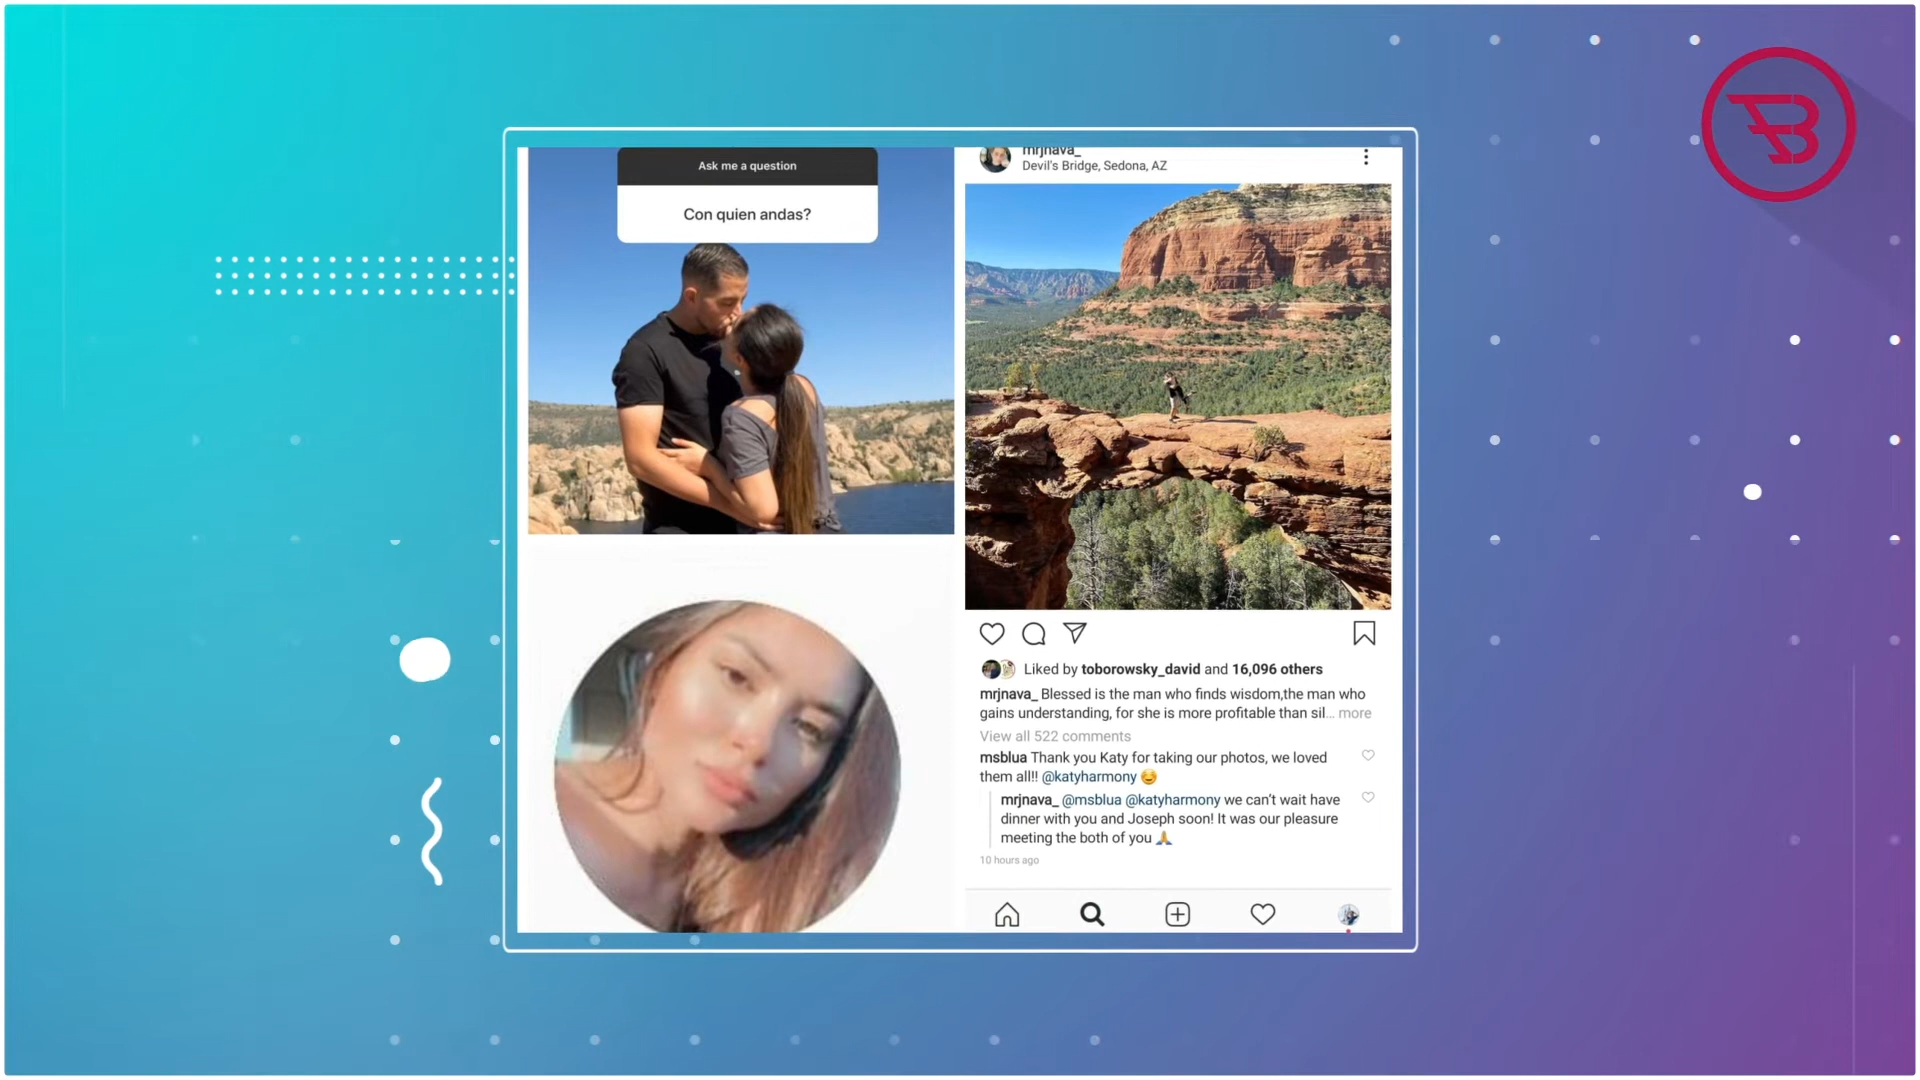 Ask me a question
Con quien andas?
mrjnava_
Devil's Bridge, Sedona, AZ
Liked by toborowsky_david and 16,096 others
mrjnava_ Blessed is the man who finds wisdom,the man who
gains understanding, for she is more profitable than sil... more
View all 522 comments
msblua Thank you Katy for taking our photos, we loved
them all!! @katyharmony 😊
mrjnava_ @msblua @katyharmony we can't wait have
dinner with you and Joseph soon! It was our pleasure
meeting the both of you 🙏
10 hours ago